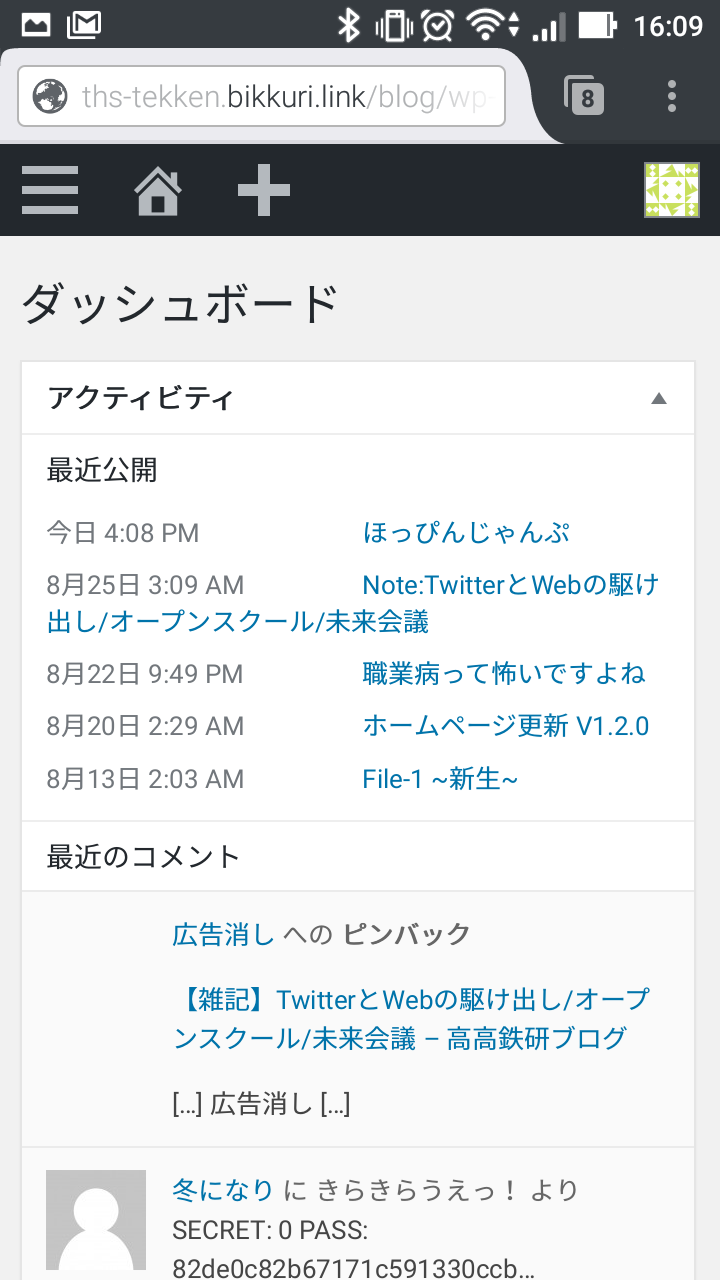 16:09
ths-tekken.bikkuri.link/blog/wp-
8
ダッシュボード
アクティビティ
最近公開
今日 4:08 PM ほっぴんじゃんぷ
8月25日 3:09 AM Note:TwitterとWebの駆け
出し/オープンスクール/未来会議
8月22日 9:49 PM 職業病って怖いですよね
8月20日 2:29 AM ホームページ更新 V1.2.0
8月13日 2:03 AM File-1 ~新生~
最近のコメント
広告消し への ピンバック
【雑記】TwitterとWebの駆け出し/オープ
ンスクール/未来会議 – 高高鉄研ブログ
[…] 広告消し […]
冬になり に きらきらうえっ！ より
SECRET: 0 PASS:
82de0c82b67171c591330ccb…